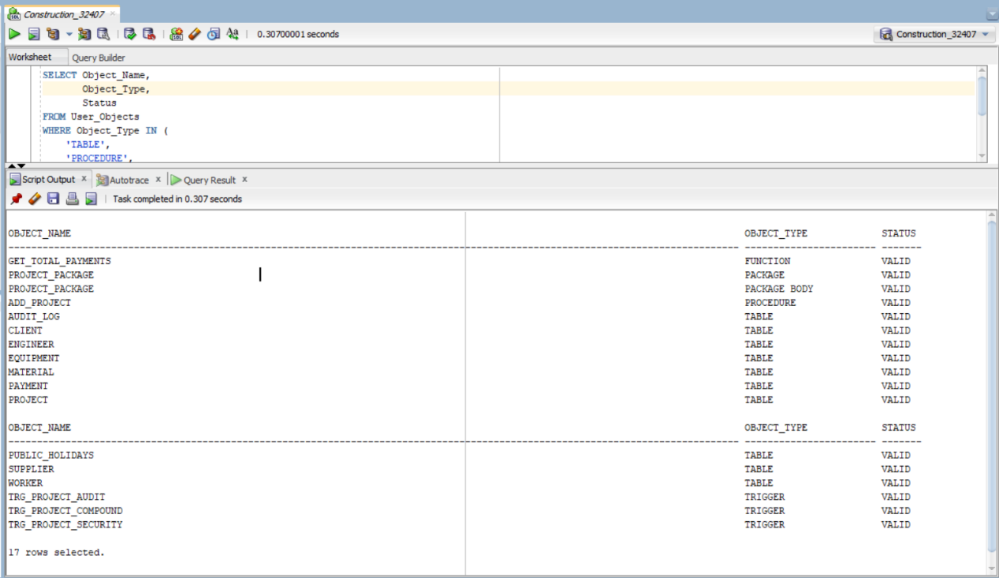 Construction_32407
0.30700001 seconds
Construction_32407
Worksheet Query Builder
SELECT Object_Name,
Object_Type,
Status
FROM User_Objects
WHERE Object_Type IN (
'TABLE',
'PROCEDURE',
Script Output x Autotrace x Query Result x
Task completed in 0.307 seconds
OBJECT_NAME OBJECT_TYPE STATUS
GET_TOTAL_PAYMENTS FUNCTION VALID
PROJECT_PACKAGE PACKAGE VALID
PROJECT_PACKAGE PACKAGE BODY VALID
ADD_PROJECT PROCEDURE VALID
AUDIT_LOG TABLE VALID
CLIENT TABLE VALID
ENGINEER TABLE VALID
EQUIPMENT TABLE VALID
MATERIAL TABLE VALID
PAYMENT TABLE VALID
PROJECT TABLE VALID
OBJECT_NAME OBJECT_TYPE STATUS
PUBLIC_HOLIDAYS TABLE VALID
SUPPLIER TABLE VALID
WORKER TABLE VALID
TRG_PROJECT_AUDIT TRIGGER VALID
TRG_PROJECT_COMPOUND TRIGGER VALID
TRG_PROJECT_SECURITY TRIGGER VALID
17 rows selected.